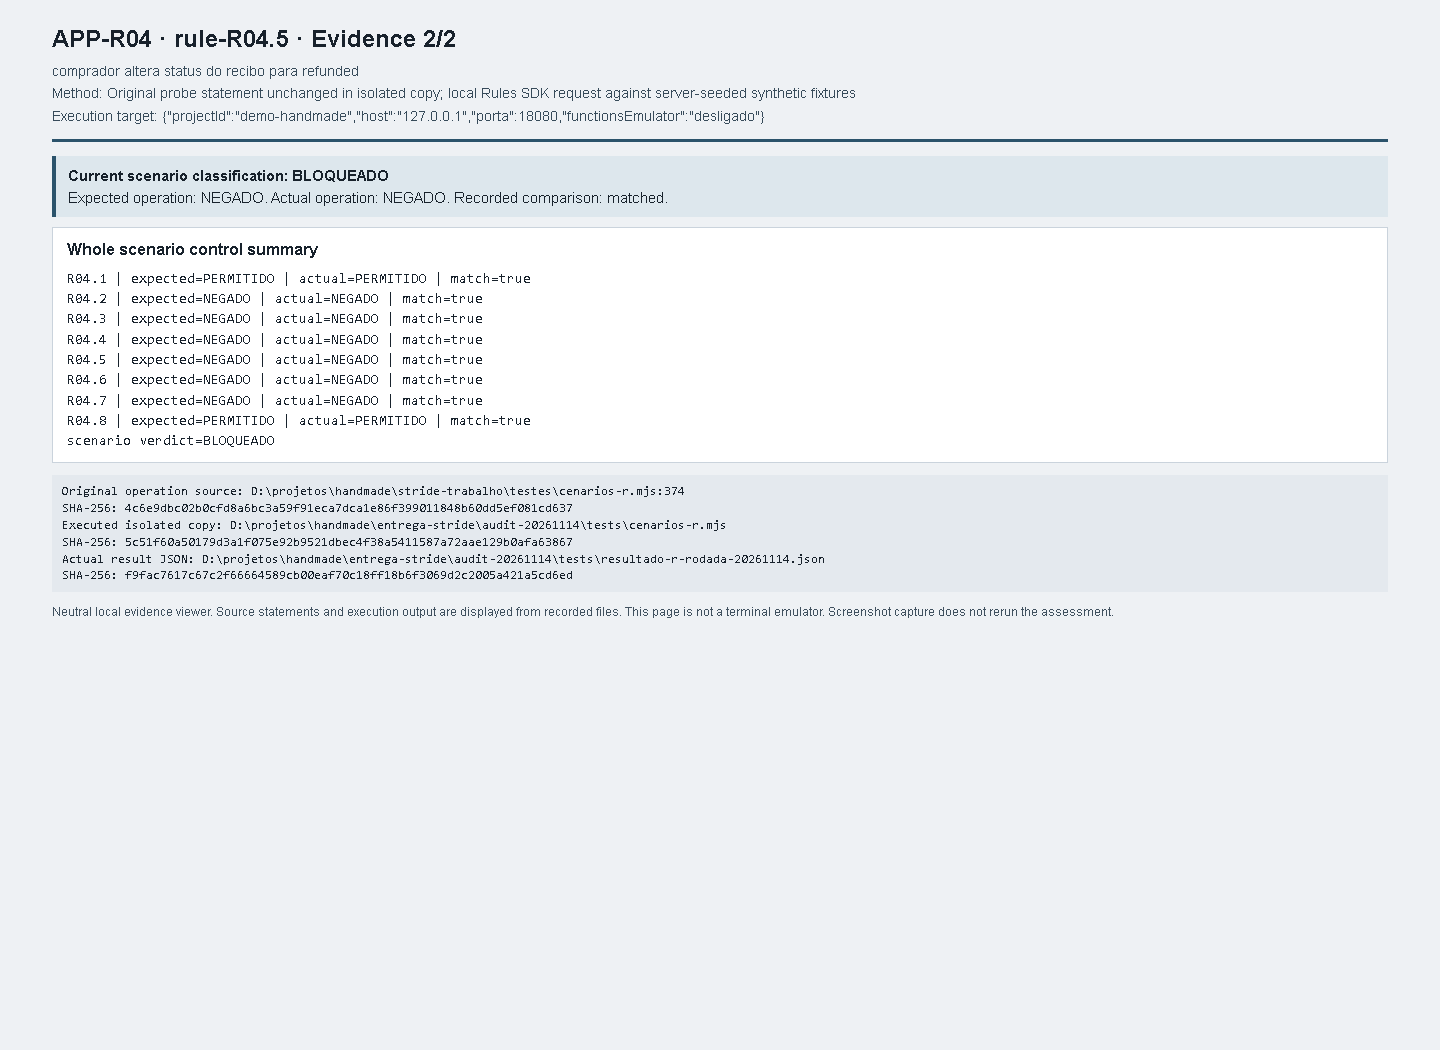 APP-R04 · rule-R04.5 · Evidence 2/2
comprador altera status do recibo para refunded
Method: Original probe statement unchanged in isolated copy; local Rules SDK request against server-seeded synthetic fixtures
Execution target: {"projectId":"demo-handmade","host":"127.0.0.1","porta":18080,"functionsEmulator":"desligado"}
Current scenario classification: BLOQUEADO
Expected operation: NEGADO. Actual operation: NEGADO. Recorded comparison: matched.
Whole scenario control summary
R04.1 | expected=PERMITIDO | actual=PERMITIDO | match=true
R04.2 | expected=NEGADO | actual=NEGADO | match=true
R04.3 | expected=NEGADO | actual=NEGADO | match=true
R04.4 | expected=NEGADO | actual=NEGADO | match=true
R04.5 | expected=NEGADO | actual=NEGADO | match=true
R04.6 | expected=NEGADO | actual=NEGADO | match=true
R04.7 | expected=NEGADO | actual=NEGADO | match=true
R04.8 | expected=PERMITIDO | actual=PERMITIDO | match=true
scenario verdict=BLOQUEADO
Original operation source: D:\projetos\handmade\stride-trabalho\testes\cenarios-r.mjs:374
SHA-256: 4c6e9dbc02b0cfd8a6bc3a59f91eca7dca1e86f399011848b60dd5ef081cd637
Executed isolated copy: D:\projetos\handmade\entrega-stride\audit-20261114\tests\cenarios-r.mjs
SHA-256: 5c51f60a50179d3a1f075e92b9521dbec4f38a5411587a72aae129b0afa63867
Actual result JSON: D:\projetos\handmade\entrega-stride\audit-20261114\tests\resultado-r-rodada-20261114.json
SHA-256: f9fac7617c67c2f66664589cb00eaf70c18ff18b6f3069d2c2005a421a5cd6ed
Neutral local evidence viewer. Source statements and execution output are displayed from recorded files. This page is not a terminal emulator. Screenshot capture does not rerun the assessment.